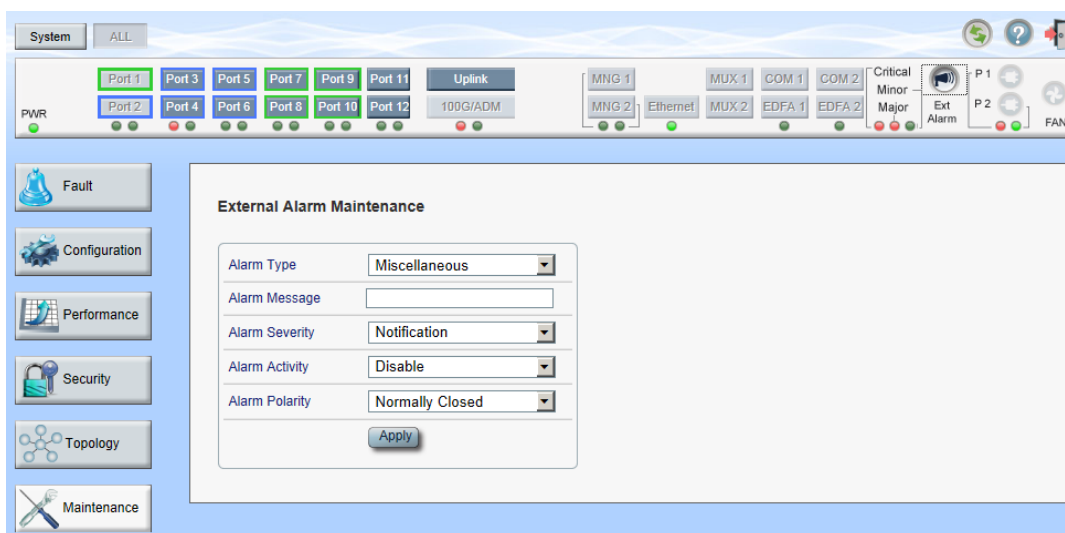 System ALL
Port 1 Port 3 Port 5 Port 7 Port 9 Port 11 Uplink MNG 1 MUX 1 COM 1 COM 2 Critical P 1
Minor
Port 2 Port 4 Port 6 Port 8 Port 10 Port 12 100G/ADM MNG 2 Ethernet MUX 2 EDFA 1 EDFA 2 Major Ext P 2
PWR Alarm FAN
Fault
External Alarm Maintenance
Configuration
Alarm Type Miscellaneous
Alarm Message
Performance
Alarm Severity Notification
Alarm Activity Disable
Security
Alarm Polarity Normally Closed
Apply
Topology
Maintenance